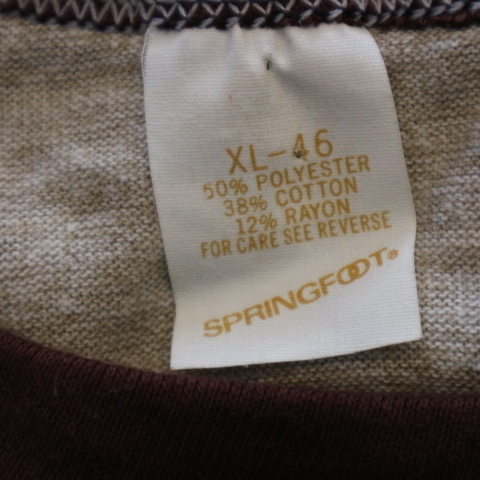 XL-46
50% POLYESTER
38% COTTON
12% RAYON
FOR CARE SEE REVERSE
SPRINGFOOT®